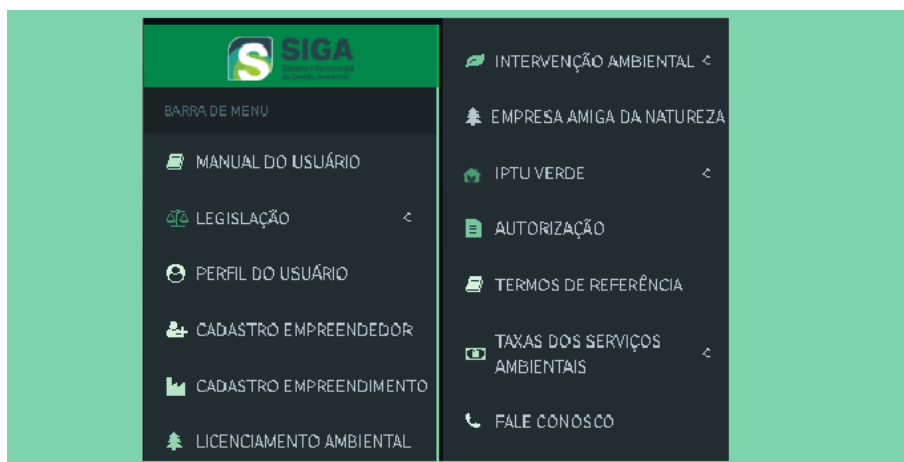 SIGA
BARRA DE MENU
MANUAL DO USUÁRIO
LEGISLAÇÃO
PERFIL DO USUÁRIO
CADASTRO EMPREENDEDOR
CADASTRO EMPREENDIMENTO
LICENCIAMENTO AMBIENTAL
INTERVENÇÃO AMBIENTAL
EMPRESA AMIGA DA NATUREZA
IPTU VERDE
AUTORIZAÇÃO
TERMOS DE REFERÊNCIA
TAXAS DOS SERVIÇOS
AMBIENTAIS
FALE CONOSCO